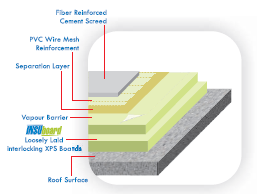 Fiber Reinforced
Cement Screed
PVC Wire Mesh
Reinforcement
Separation Layer
Vapour Barrier
INSUboard
Loosely Laid
Interlocking XPS Boards
Roof Surface